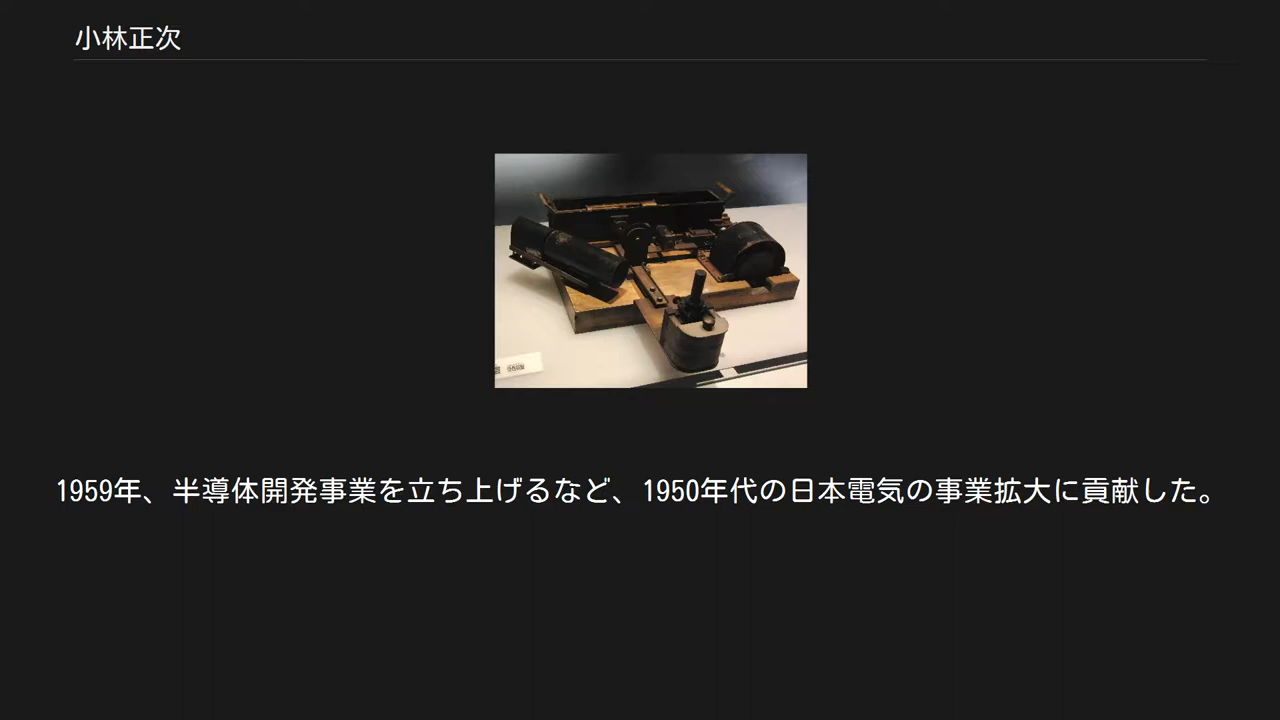 小林正次
1959年、半導体開発事業を立ち上げるなど、1950年代の日本電気の事業拡大に貢献した。